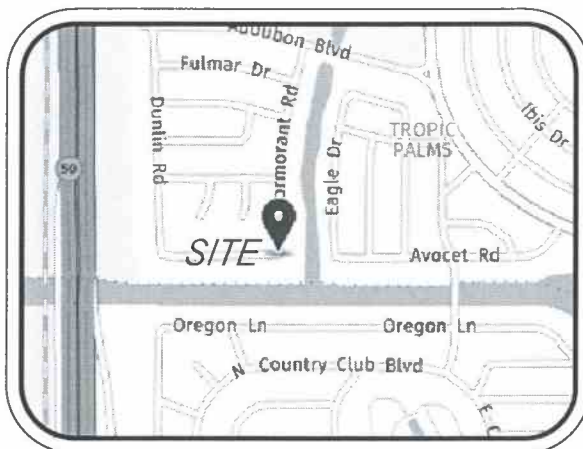 Audubon Blvd
Fulmar Dr
Dunlin Rd
ormorant Rd
Eagle Dr
Ibis Dr
TROPIC
PALMS
59
SITE
Avocet Rd
Oregon Ln
Oregon Ln
N Country Club Blvd
E C